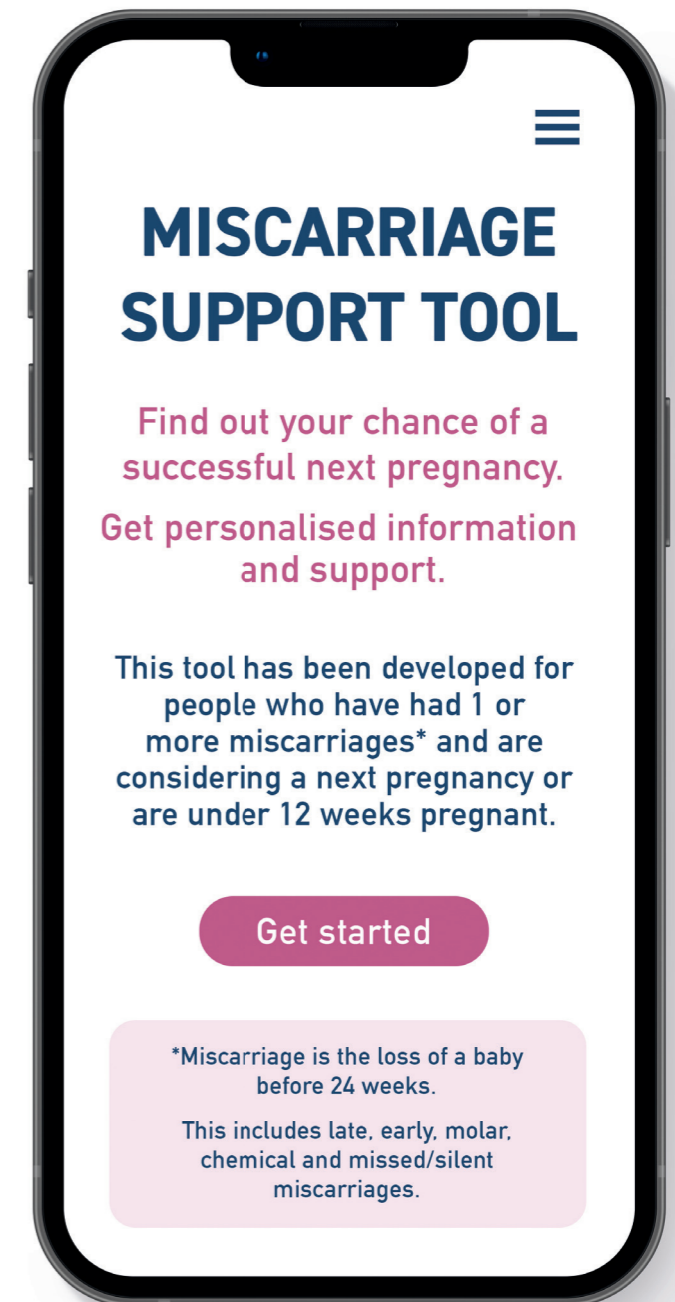 MISCARRIAGE
SUPPORT TOOL
Find out your chance of a
successful next pregnancy.
Get personalised information
and support.
This tool has been developed for
people who have had 1 or
more miscarriages* and are
considering a next pregnancy or
are under 12 weeks pregnant.
Get started
*Miscarriage is the loss of a baby
before 24 weeks.
This includes late, early, molar,
chemical and missed/silent
miscarriages.